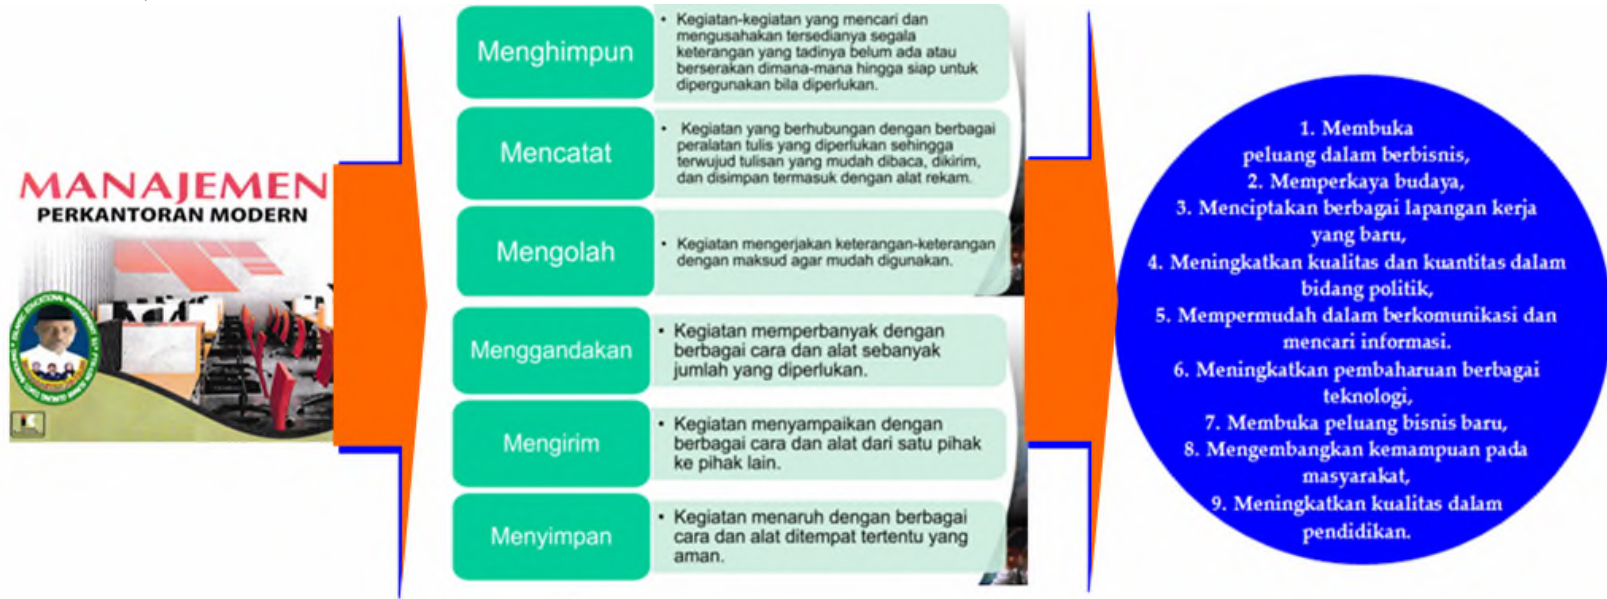 MANAJEMEN
PERKANTORAN MODERN
Menghimpun
• Kegiatan-kegiatan yang mencari dan
mengusahakan tersedianya segala
keterangan yang tadinya belum ada atau
berserakan dimana-mana hingga siap untuk
dipergunakan bila diperlukan.
Mencatat
• Kegiatan yang berhubungan dengan berbagai
peralatan tulis yang diperlukan sehingga
terwujud tulisan yang mudah dibaca, dikirim,
dan disimpan termasuk dengan alat rekam.
Mengolah
• Kegiatan mengerjakan keterangan-keterangan
dengan maksud agar mudah digunakan.
Menggandakan
• Kegiatan memperbanyak dengan
berbagai cara dan alat sebanyak
jumlah yang diperlukan.
Mengirim
• Kegiatan menyampaikan dengan
berbagai cara dan alat dari satu pihak
ke pihak lain.
Menyimpan
• Kegiatan menaruh dengan berbagai
cara dan alat ditempat tertentu yang
aman.
1. Membuka
peluang dalam berbisnis,
2. Memperkaya budaya,
3. Menciptakan berbagai lapangan kerja
yang baru,
4. Meningkatkan kualitas dan kuantitas dalam
bidang politik,
5. Mempermudah dalam berkomunikasi dan
mencari informasi.
6. Meningkatkan pembaharuan berbagai
teknologi,
7. Membuka peluang bisnis baru,
8. Mengembangkan kemampuan pada
masyarakat,
9. Meningkatkan kualitas dalam
pendidikan.